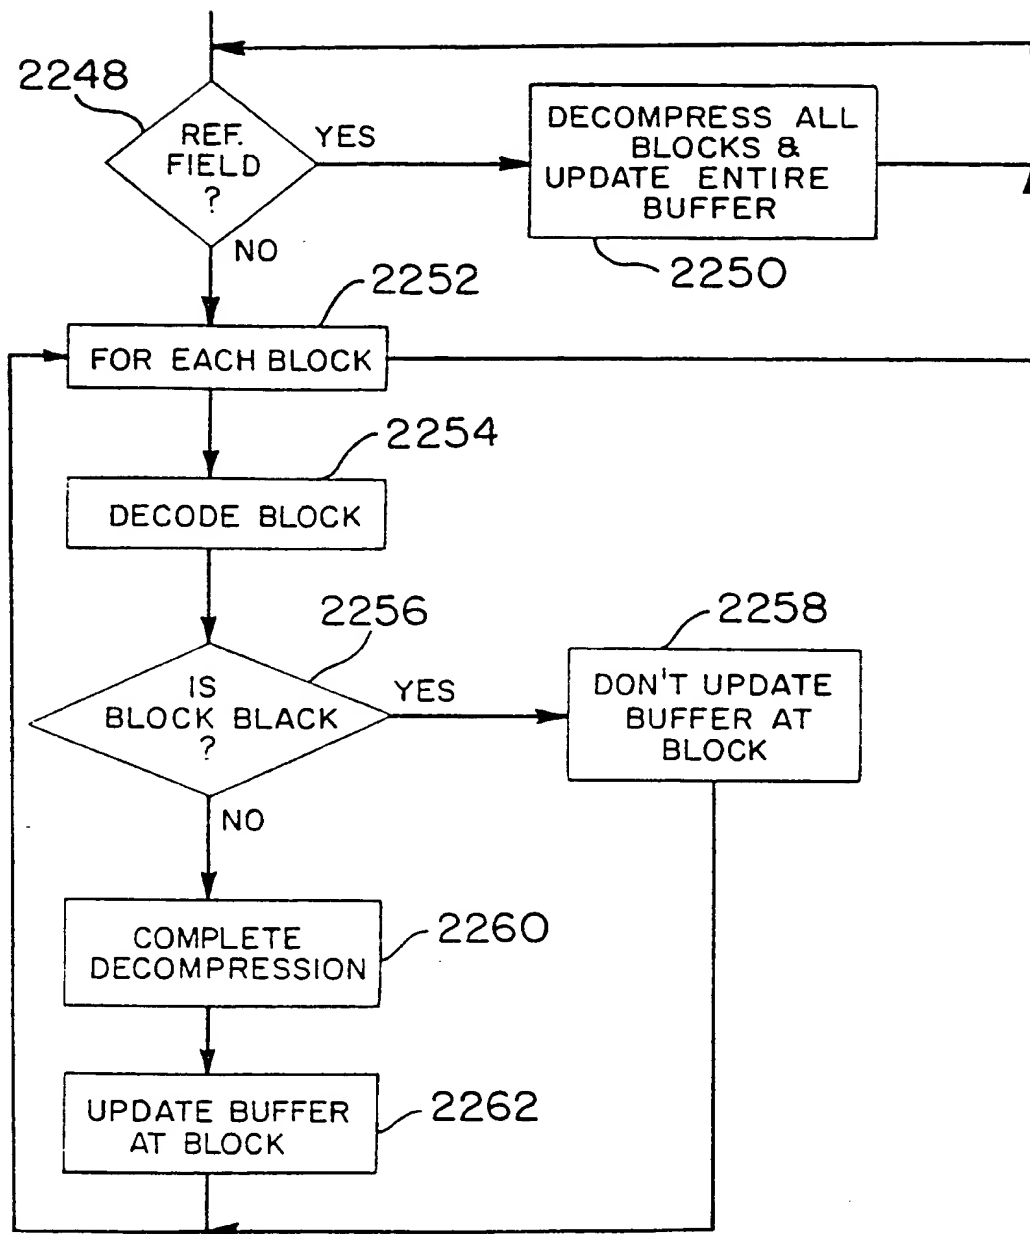 2248
REF.
FIELD
?
YES
NO
DECOMPRESS ALL
BLOCKS &
UPDATE ENTIRE
BUFFER
2250
2252
FOR EACH BLOCK
2254
DECODE BLOCK
2256
IS
BLOCK BLACK
?
YES
NO
2258
DON'T UPDATE
BUFFER AT
BLOCK
COMPLETE
DECOMPRESSION
2260
UPDATE BUFFER
AT BLOCK
2262